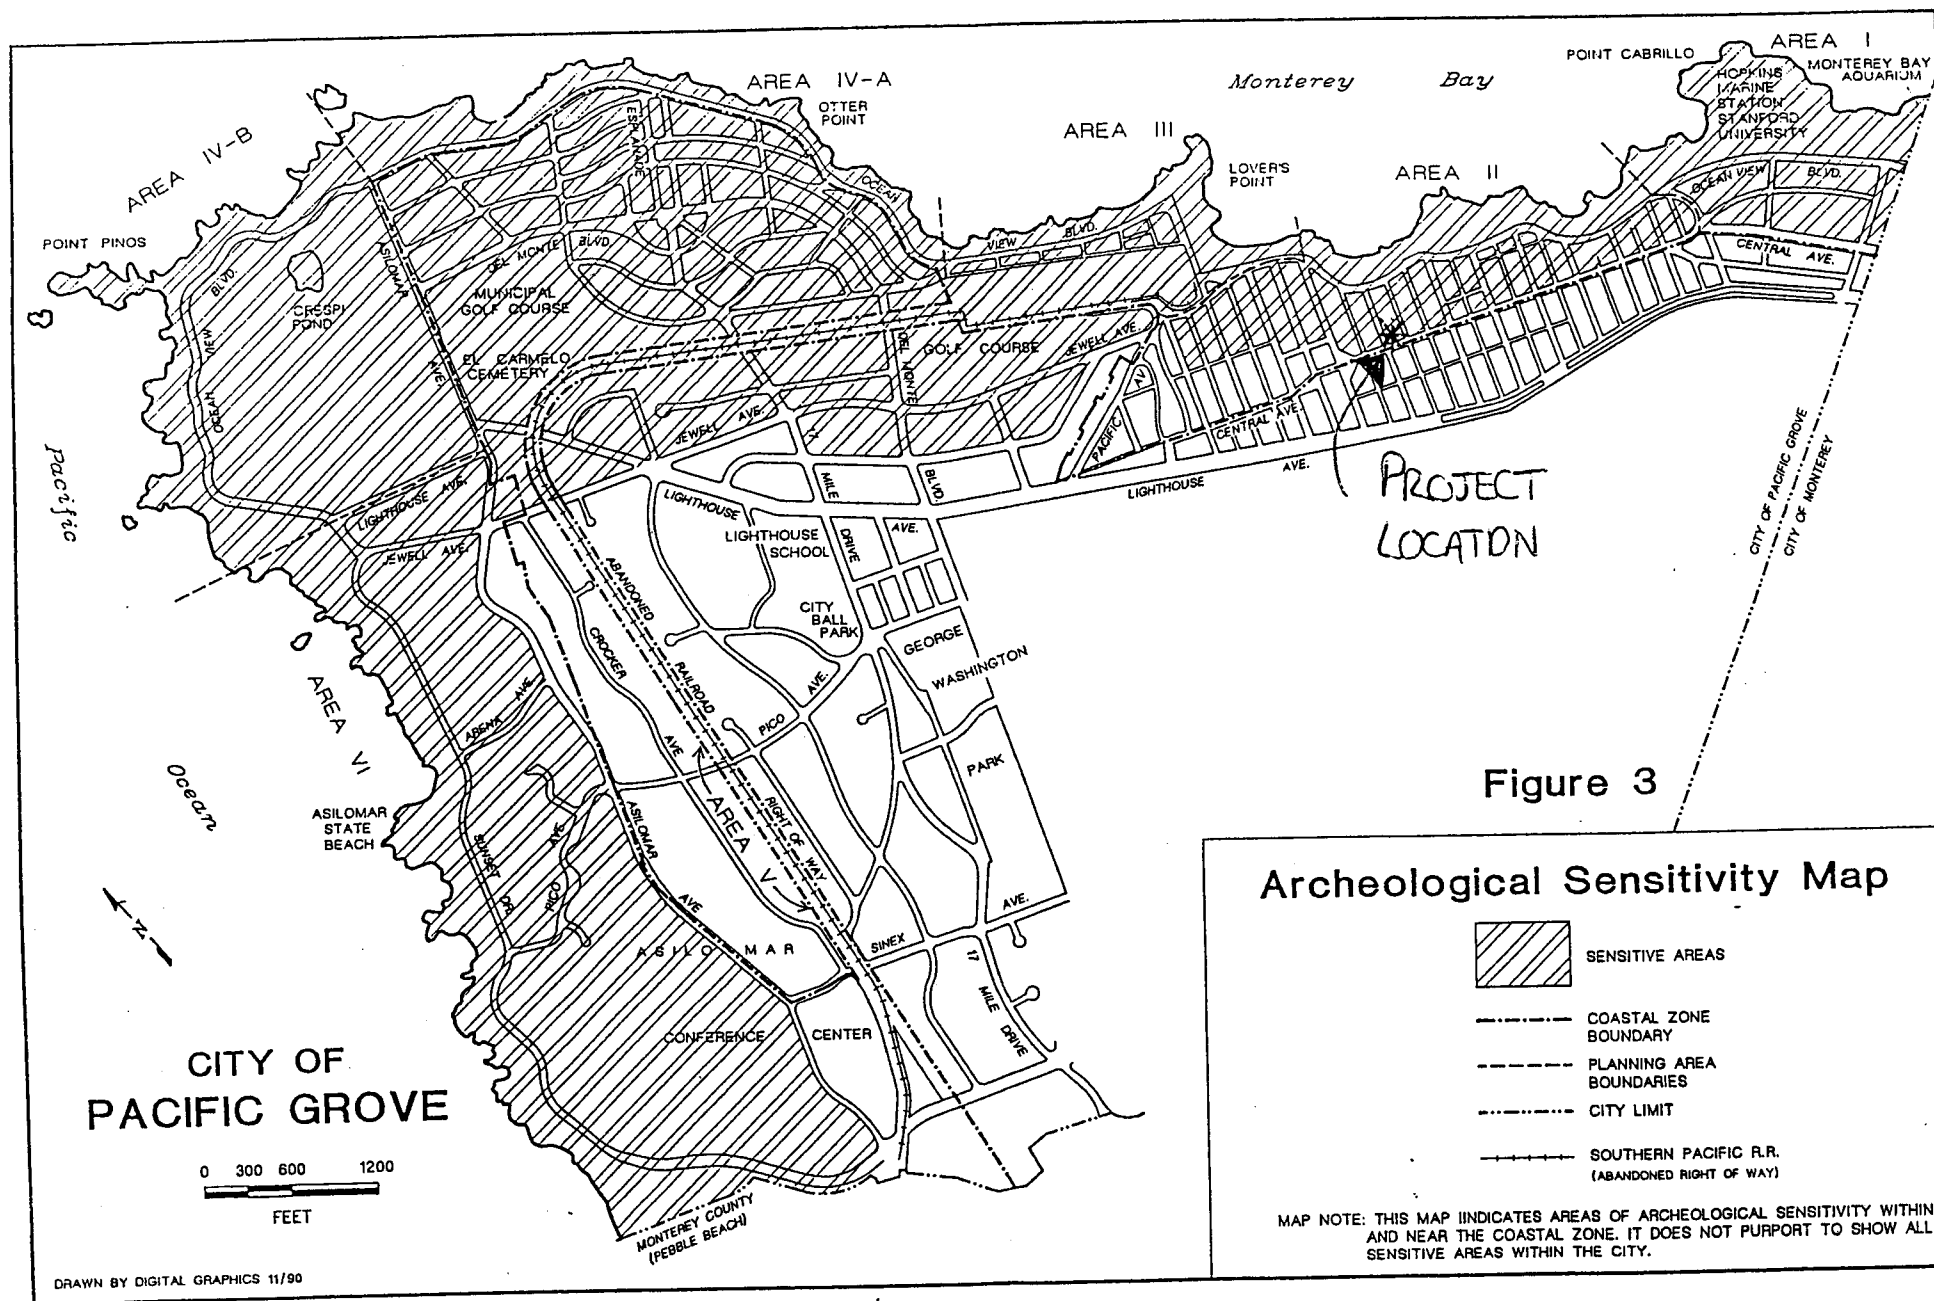 AREA IV-A
OTTER
POINT
Monterey Bay
POINT CABRILLO
AREA I
MONTEREY BAY
AQUARIUM
HOPKINS
MARINE
STATION
STANFORD
UNIVERSITY
AREA III
LOVER'S
POINT
AREA II
AREA IV-B
POINT PINOS
ESPLANADE
OCEAN
VIEW
BLVD.
OCEAN VIEW
BLVD.
CENTRAL AVE.
BLVD.
VIEW
OCEAN
ASILOMAR
AVE.
DEL MONTE BLVD.
CRESPI
POND
MUNICIPAL
GOLF COURSE
EL CARMELO
CEMETERY
GOLF COURSE
DEL MONTE
BLVD.
JEWELL AVE.
JEWELL AVE.
PACIFIC
AV
CENTRAL AVE.
LIGHTHOUSE
AVE.
PROJECT
LOCATION
CITY OF PACIFIC GROVE
CITY OF MONTEREY
Pacific
Ocean
LIGHTHOUSE AVE.
JEWELL AVE.
17
MILE
DRIVE
LIGHTHOUSE
AVE.
LIGHTHOUSE
SCHOOL
CITY
BALL
PARK
GEORGE
WASHINGTON
PARK
ABANDONED
RAILROAD
RIGHT OF WAY
CROCKER
AVE
PICO
AVE.
AREA V
AREA VI
ARENA AVE
ASILOMAR
STATE
BEACH
SUNSET
DR.
PICO
AVE
ASILOMAR
AVE
SINEX
AVE.
17
MILE
DRIVE
ASILOMAR
CONFERENCE CENTER
N
Figure 3
Archeological Sensitivity Map
SENSITIVE AREAS
COASTAL ZONE
BOUNDARY
PLANNING AREA
BOUNDARIES
CITY LIMIT
SOUTHERN PACIFIC R.R.
(ABANDONED RIGHT OF WAY)
MAP NOTE: THIS MAP IINDICATES AREAS OF ARCHEOLOGICAL SENSITIVITY WITHIN
AND NEAR THE COASTAL ZONE. IT DOES NOT PURPORT TO SHOW ALL
SENSITIVE AREAS WITHIN THE CITY.
CITY OF
PACIFIC GROVE
0 300 600 1200
FEET
MONTEREY COUNTY
(PEBBLE BEACH)
DRAWN BY DIGITAL GRAPHICS 11/90